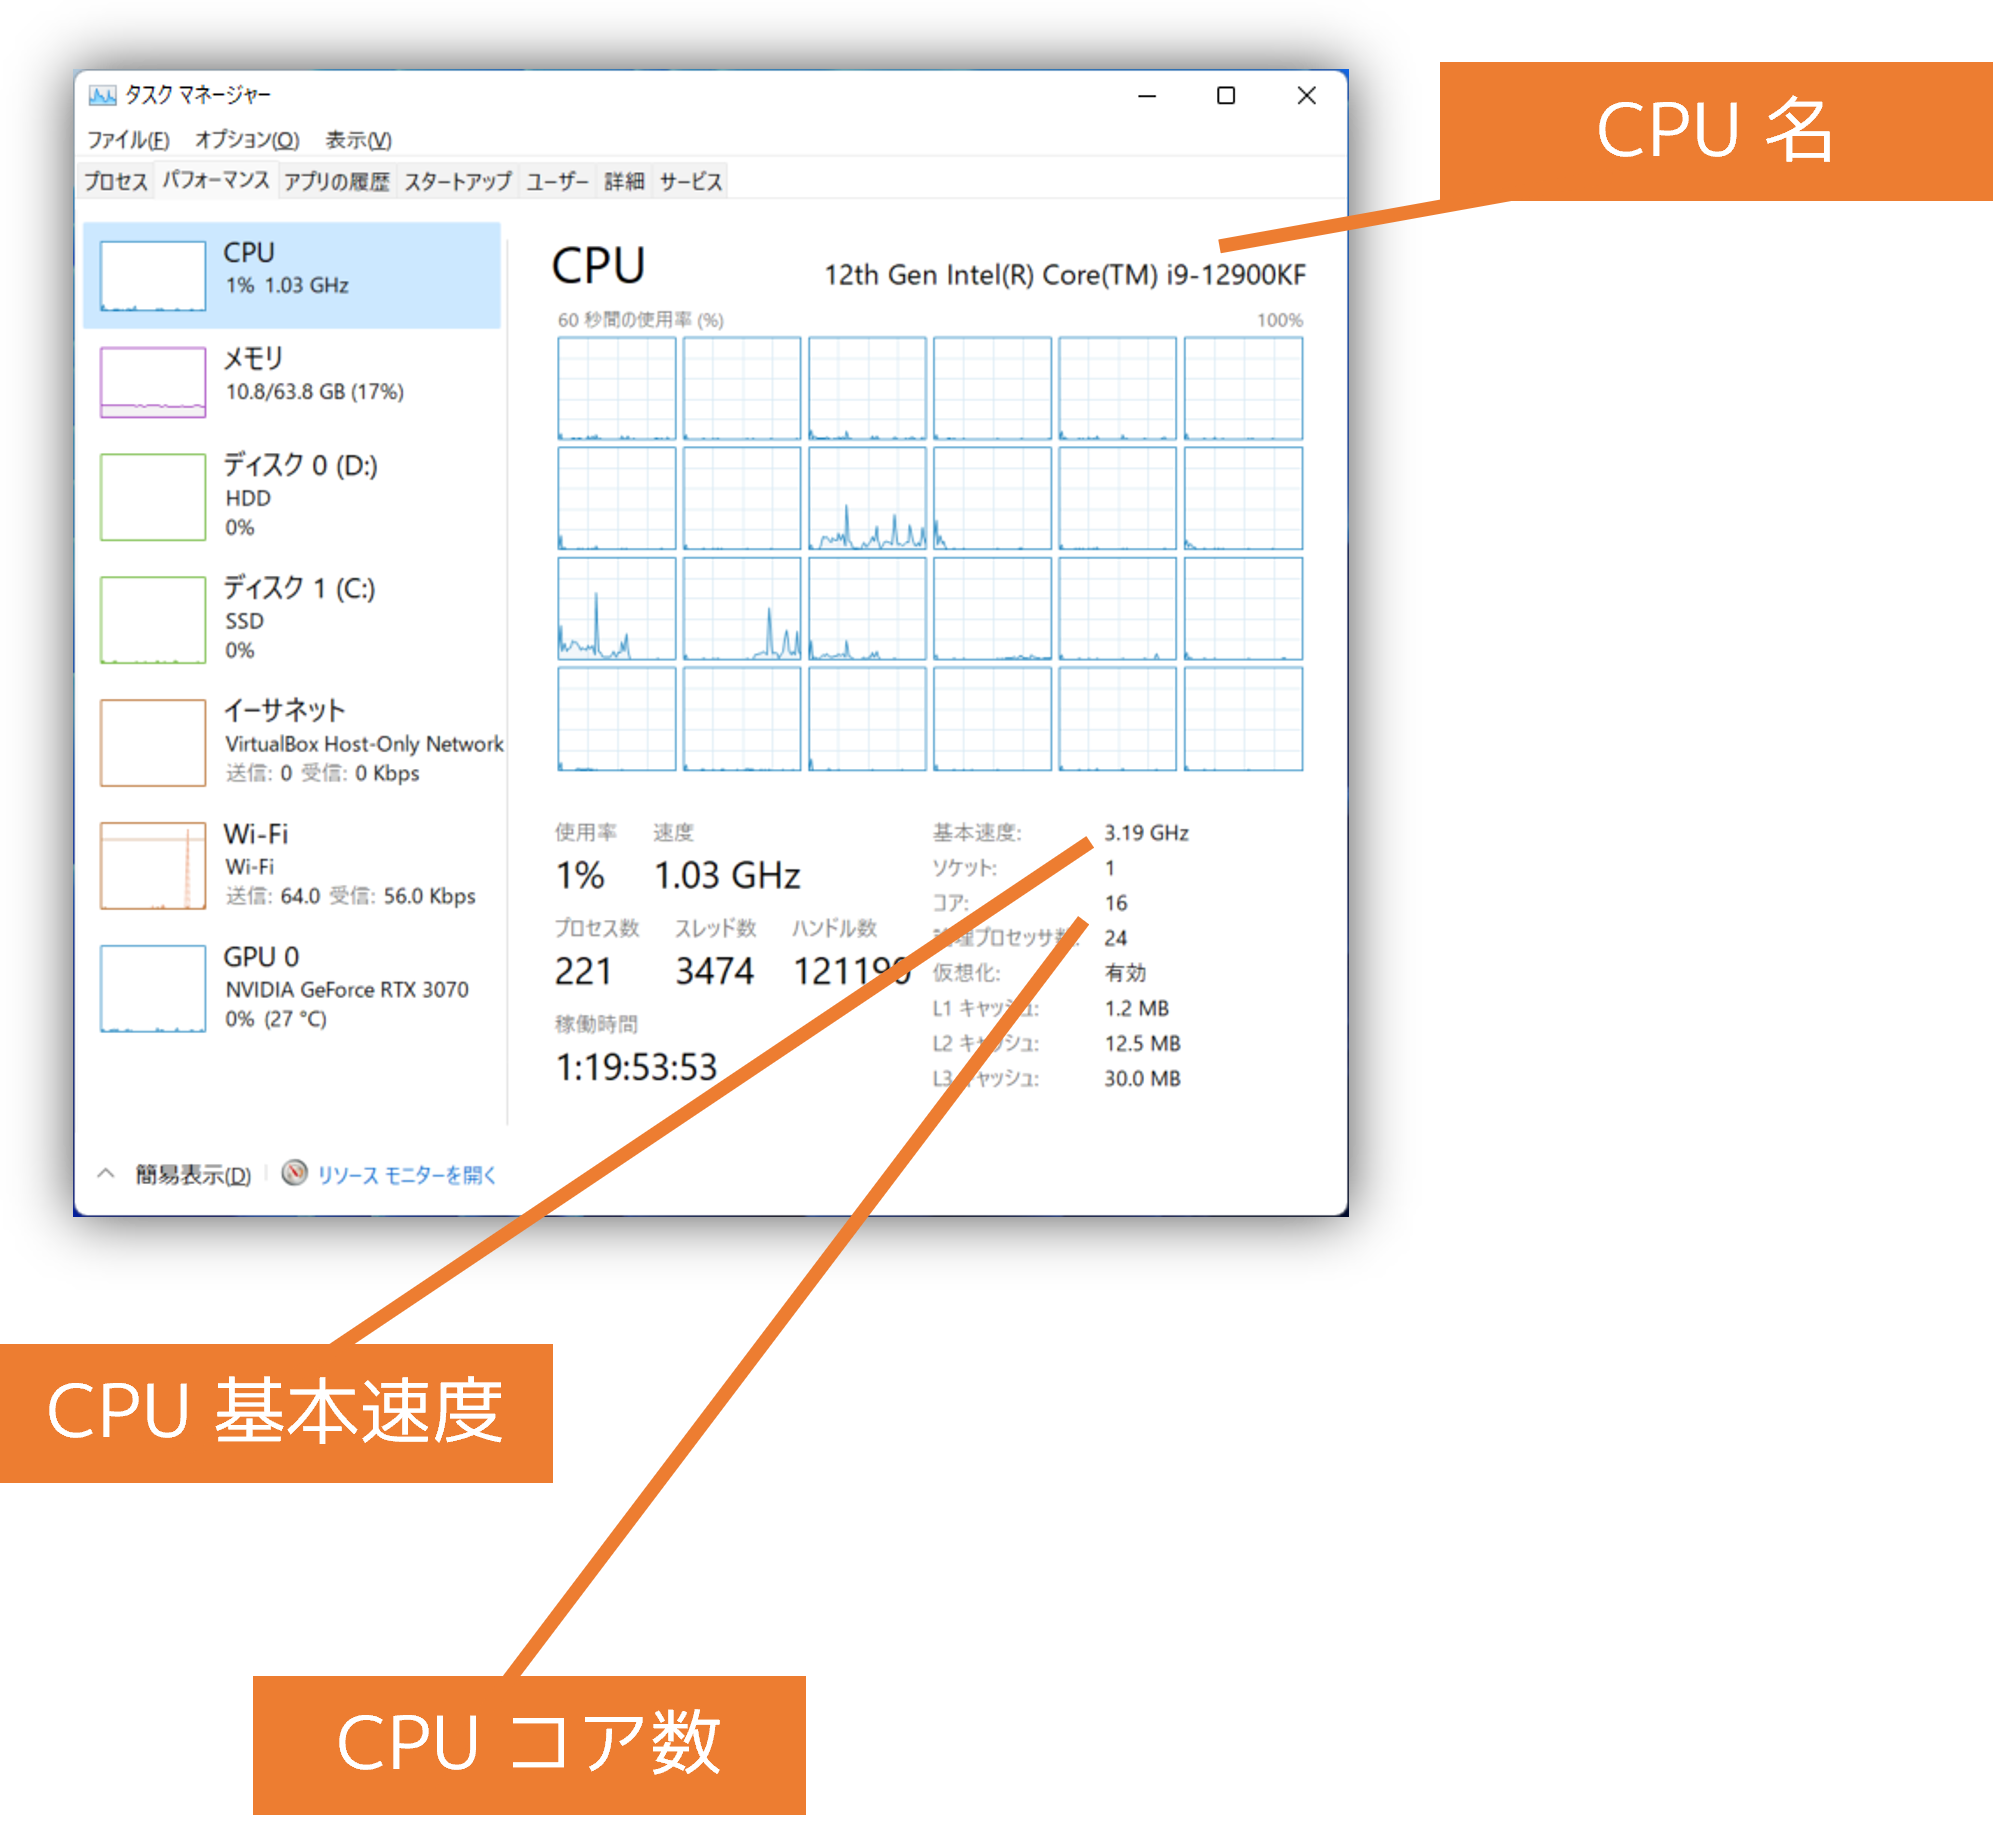 タスク マネージャー
ファイル(F) オプション(O) 表示(V)
プロセス パフォーマンス アプリの履歴 スタートアップ ユーザー 詳細 サービス
CPU 名
CPU
1% 1.03 GHz
メモリ
10.8/63.8 GB (17%)
ディスク 0 (D:)
HDD
0%
ディスク 1 (C:)
SSD
0%
イーサネット
VirtualBox Host-Only Network
送信: 0 受信: 0 Kbps
Wi-Fi
Wi-Fi
送信: 64.0 受信: 56.0 Kbps
GPU 0
NVIDIA GeForce RTX 3070
0% (27 °C)
CPU
12th Gen Intel(R) Core(TM) i9-12900KF
60 秒間の使用率 (%) 100%
使用率 速度
1% 1.03 GHz
プロセス数 スレッド数 ハンドル数
221 3474 121190
稼働時間
1:19:53:53
基本速度: 3.19 GHz
ソケット: 1
コア: 16
論理プロセッサ数: 24
仮想化: 有効
L1 キャッシュ: 1.2 MB
L2 キャッシュ: 12.5 MB
L3 キャッシュ: 30.0 MB
簡易表示(D) リソース モニターを開く
CPU 基本速度
CPU コア数